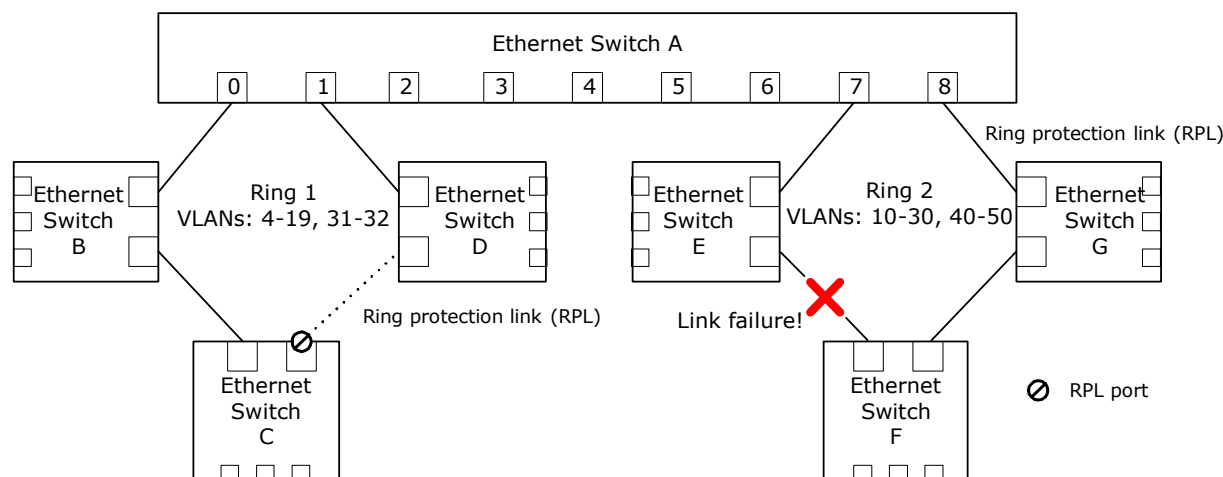 Ethernet Switch A
0 1 2 3 4 5 6 7 8
Ring protection link (RPL)
Ethernet
Switch
B
Ring 1
VLANs: 4-19, 31-32
Ethernet
Switch
D
Ethernet
Switch
E
Ring 2
VLANs: 10-30, 40-50
Ethernet
Switch
G
Ring protection link (RPL)
Link failure!
Ethernet
Switch
C
Ethernet
Switch
F
RPL port